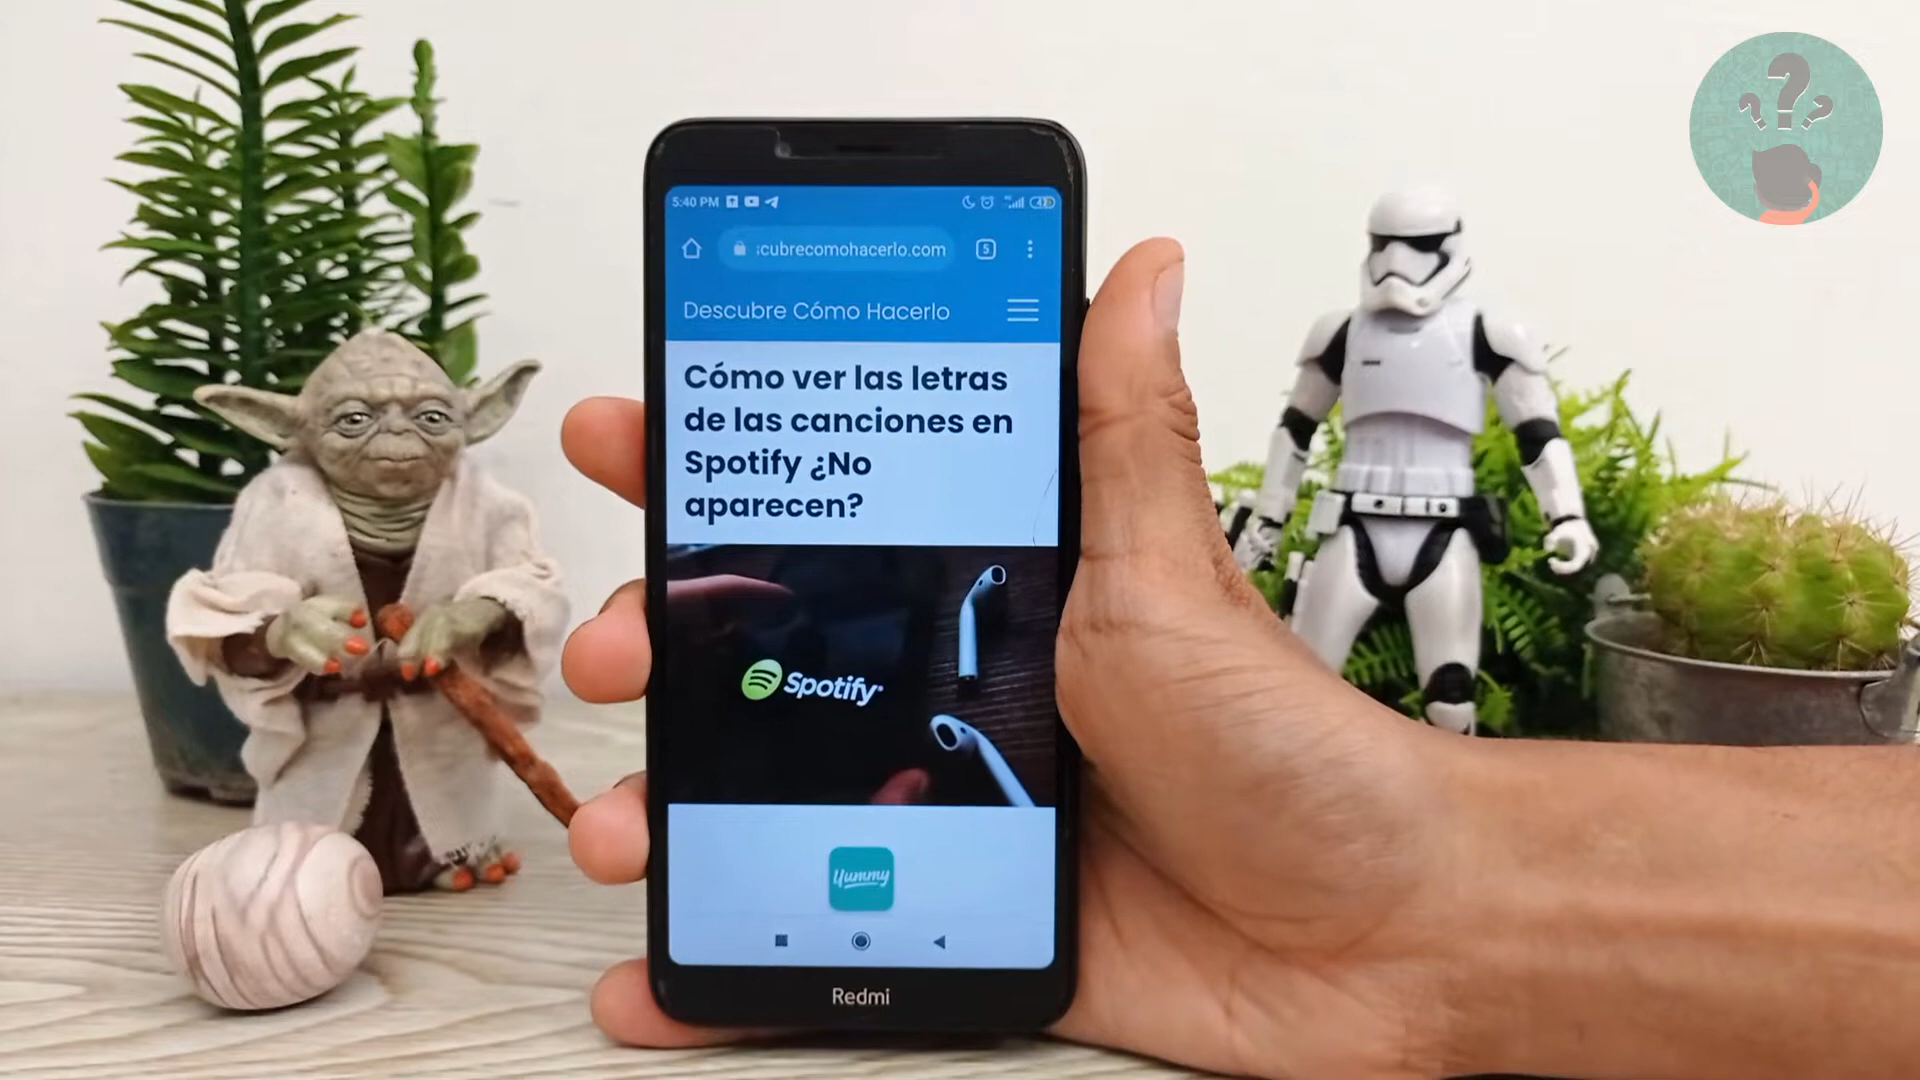 5:40 PM
cubrecomohacerlo.com
5
Descubre Cómo Hacerlo
Cómo ver las letras
de las canciones en
Spotify ¿No
aparecen?
Spotify
Yummy
Redmi